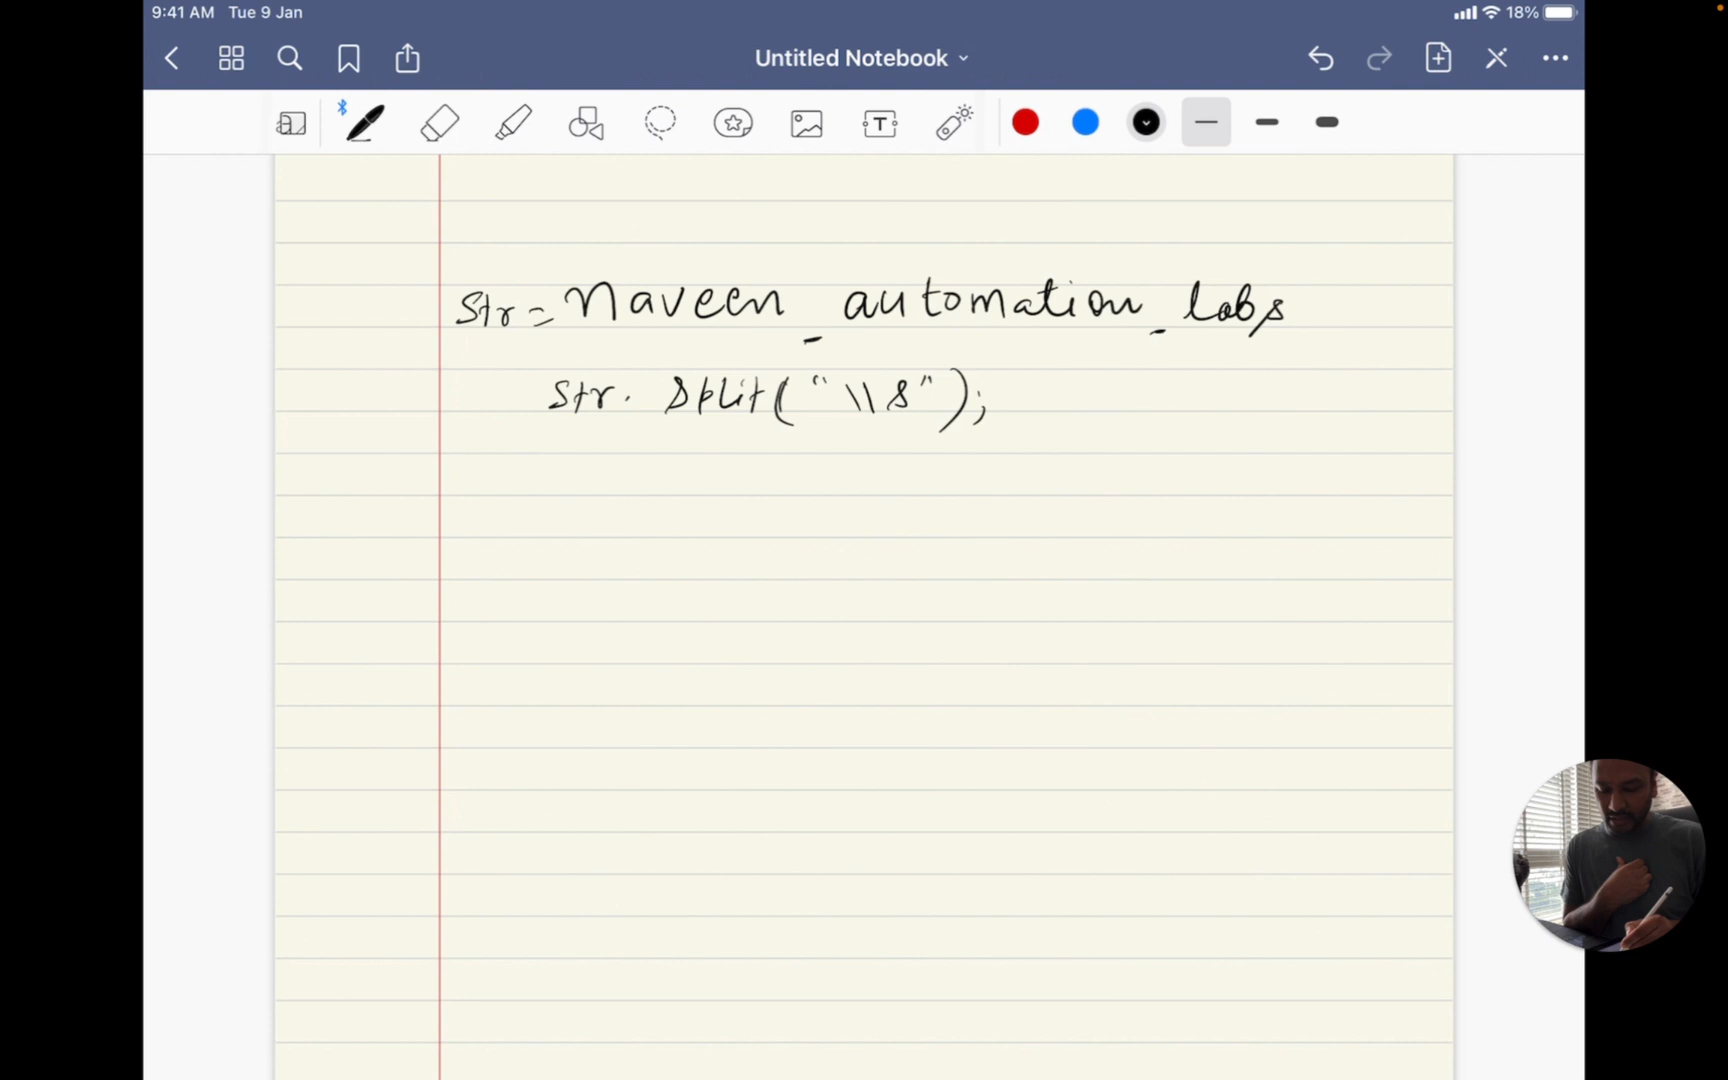 9:41 AM Tue 9 Jan 18%
Untitled Notebook
a T
Str = Naveen _ automation _ labs
Str. Split("\\s");